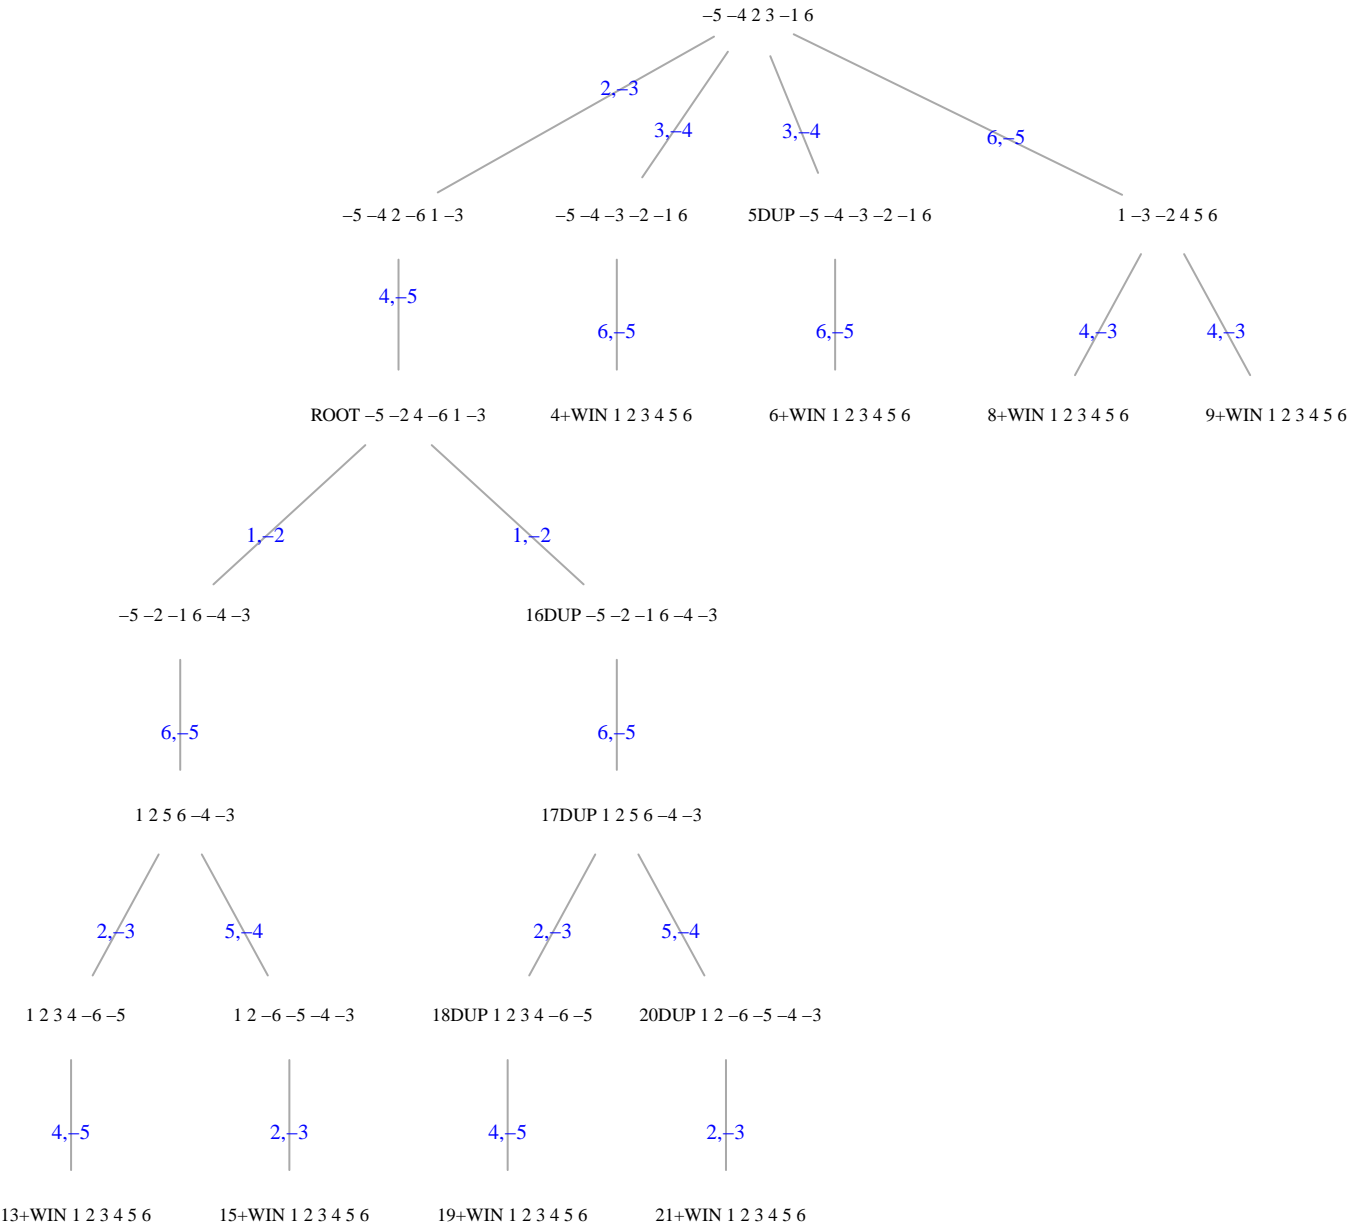 –5 –4 2 3 –1 6
2,–3
3,–4
3,–4
6,–5
–5 –4 2 –6 1 –3
–5 –4 –3 –2 –1 6
5DUP –5 –4 –3 –2 –1 6
1 –3 –2 4 5 6
4,–5
6,–5
6,–5
4,–3
4,–3
ROOT –5 –2 4 –6 1 –3
4+WIN 1 2 3 4 5 6
6+WIN 1 2 3 4 5 6
8+WIN 1 2 3 4 5 6
9+WIN 1 2 3 4 5 6
1,–2
1,–2
–5 –2 –1 6 –4 –3
16DUP –5 –2 –1 6 –4 –3
6,–5
6,–5
1 2 5 6 –4 –3
17DUP 1 2 5 6 –4 –3
2,–3
5,–4
2,–3
5,–4
1 2 3 4 –6 –5
1 2 –6 –5 –4 –3
18DUP 1 2 3 4 –6 –5
20DUP 1 2 –6 –5 –4 –3
4,–5
2,–3
4,–5
2,–3
13+WIN 1 2 3 4 5 6
15+WIN 1 2 3 4 5 6
19+WIN 1 2 3 4 5 6
21+WIN 1 2 3 4 5 6